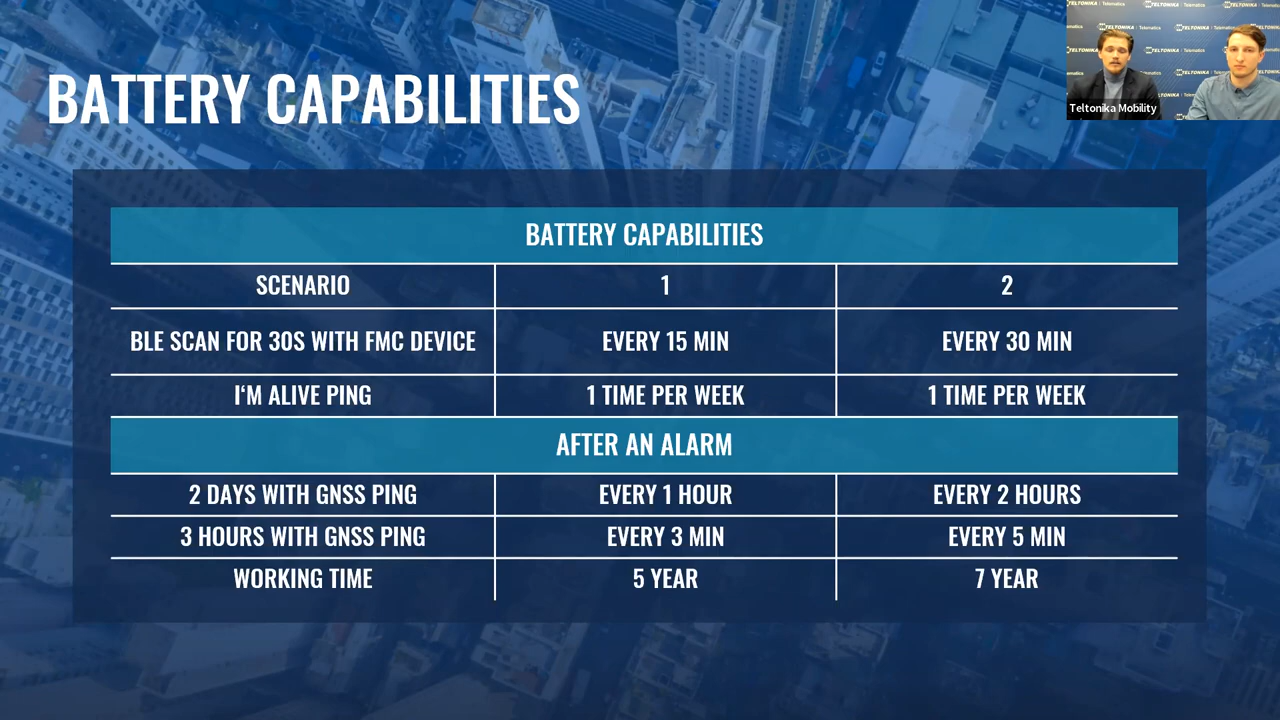 BATTERY CAPABILITIES
TELTONIKA | Telematics
Teltonika Mobility
BATTERY CAPABILITIES
SCENARIO 1 2
BLE SCAN FOR 30S WITH FMC DEVICE EVERY 15 MIN EVERY 30 MIN
I‘M ALIVE PING 1 TIME PER WEEK 1 TIME PER WEEK
AFTER AN ALARM
2 DAYS WITH GNSS PING EVERY 1 HOUR EVERY 2 HOURS
3 HOURS WITH GNSS PING EVERY 3 MIN EVERY 5 MIN
WORKING TIME 5 YEAR 7 YEAR